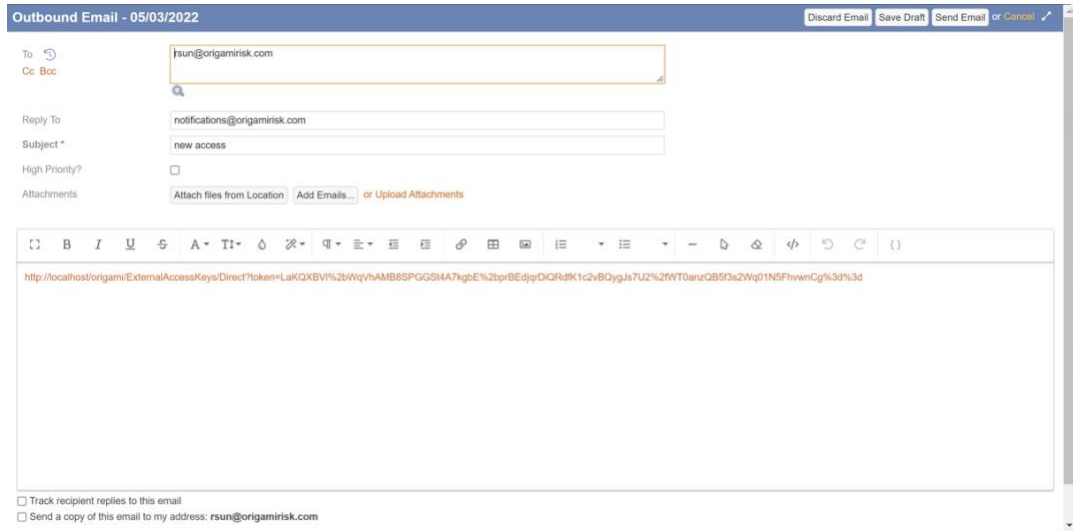 Outbound Email - 05/03/2022
Discard Email Save Draft Send Email or Cancel
To
rsun@origamirisk.com
Cc Bcc
Reply To
notifications@origamirisk.com
Subject *
new access
High Priority?
Attachments
Attach files from Location Add Emails... or Upload Attachments
http://localhost/origami/ExternalAccessKeys/Direct?token=LaKQXBVl%2bWqVhAMB8SPGGSt4A7kgbE%2bprBEdjqrDiQRdfK1c2vBQygJs7U2%2fWT0anzQB5f3s2Wq01N5FhvwnCg%3d%3d
Track recipient replies to this email
Send a copy of this email to my address: rsun@origamirisk.com